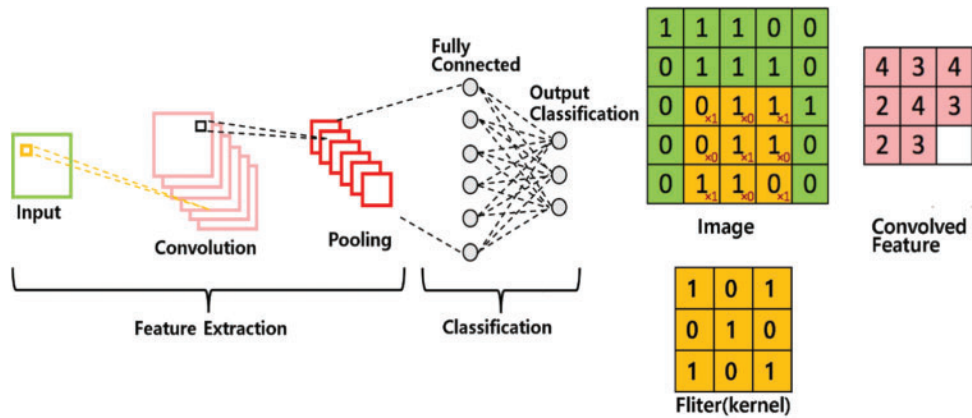 Input
Convolution
Pooling
Feature Extraction
Fully
Connected
Output
Classification
Classification
1 1 1 0 0
0 1 1 1 0
0 0×1 1×0 1×1 1
0 0×0 1×1 1×0 0
0 1×1 1×0 0×1 0
Image
4 3 4
2 4 3
2 3
Convolved
Feature
1 0 1
0 1 0
1 0 1
Fliter(kernel)